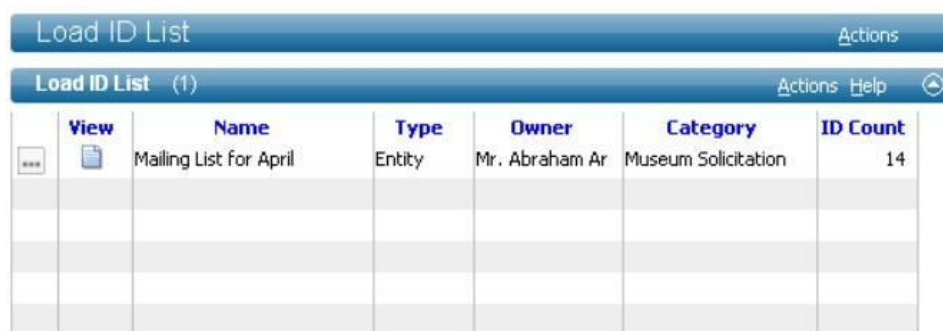 Load ID List Actions
Load ID List (1) Actions Help
View Name Type Owner Category ID Count
... Mailing List for April Entity Mr. Abraham Ar Museum Solicitation 14